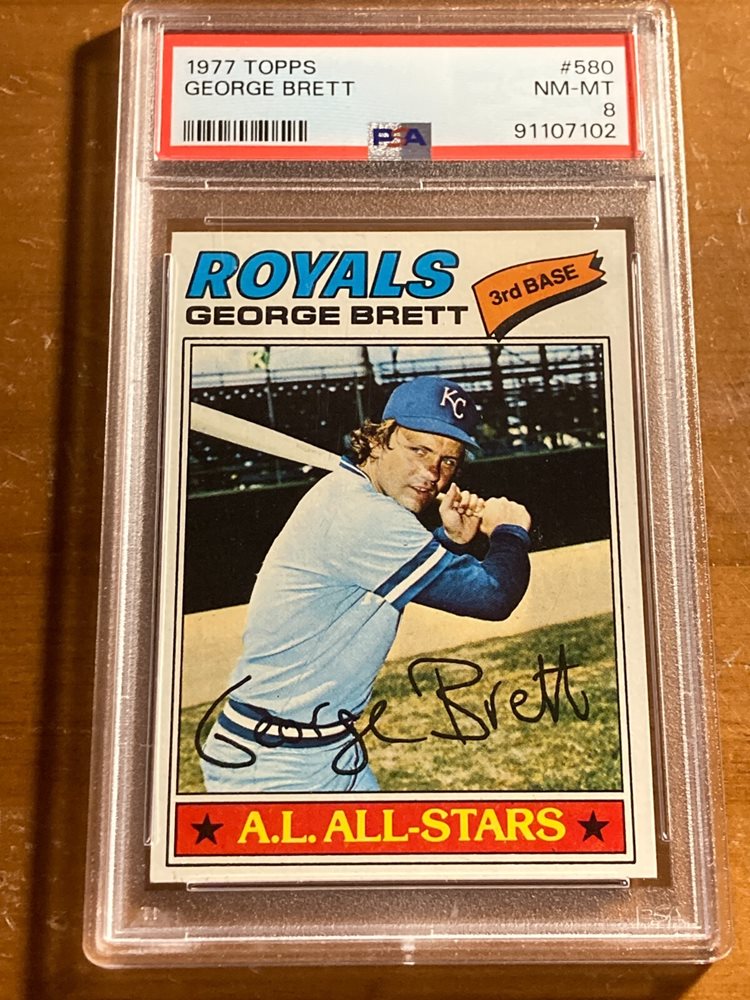 1977 TOPPS #580
GEORGE BRETT NM-MT
8
PSA 91107102
ROYALS
GEORGE BRETT
3rd BASE
KC
George Brett
A.L. ALL-STARS
PSA